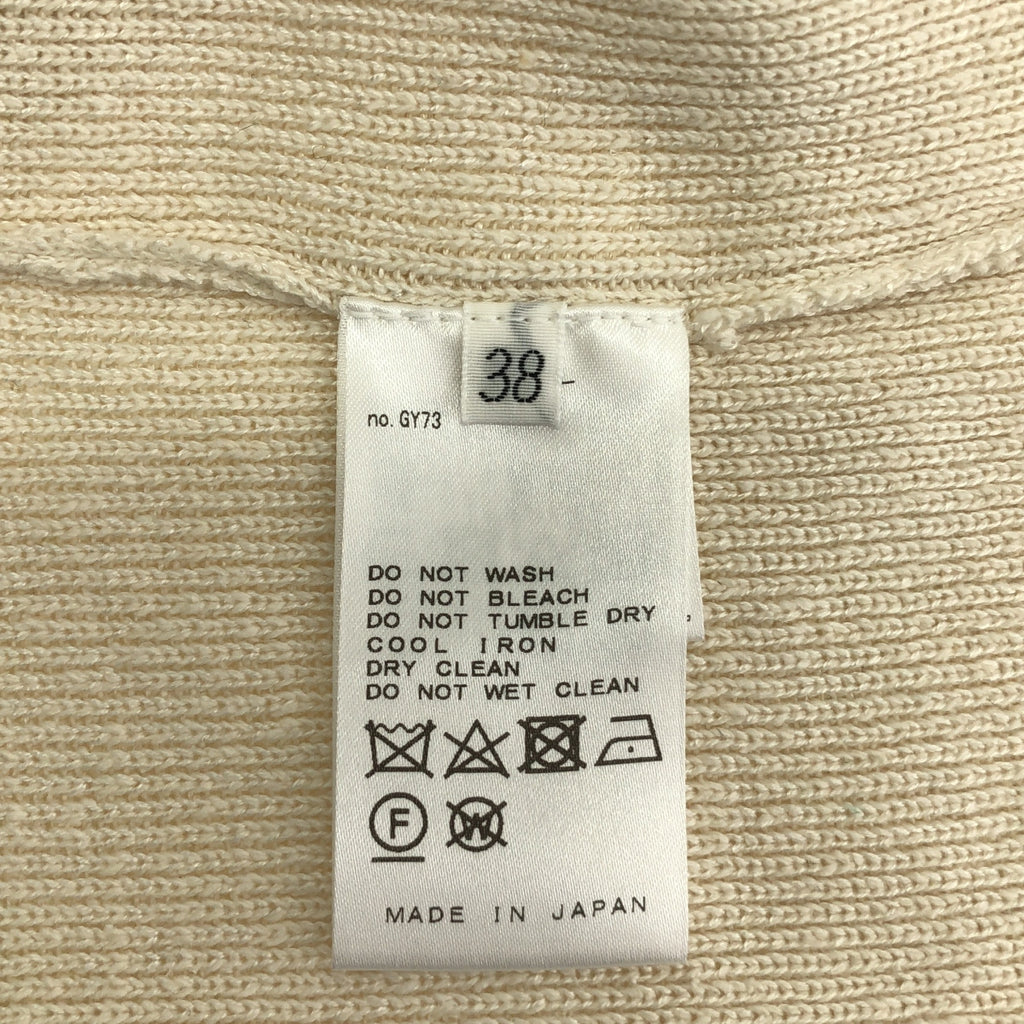 38
no. GY73
DO NOT WASH
DO NOT BLEACH
DO NOT TUMBLE DRY
COOL IRON
DRY CLEAN
DO NOT WET CLEAN
F W
MADE IN JAPAN